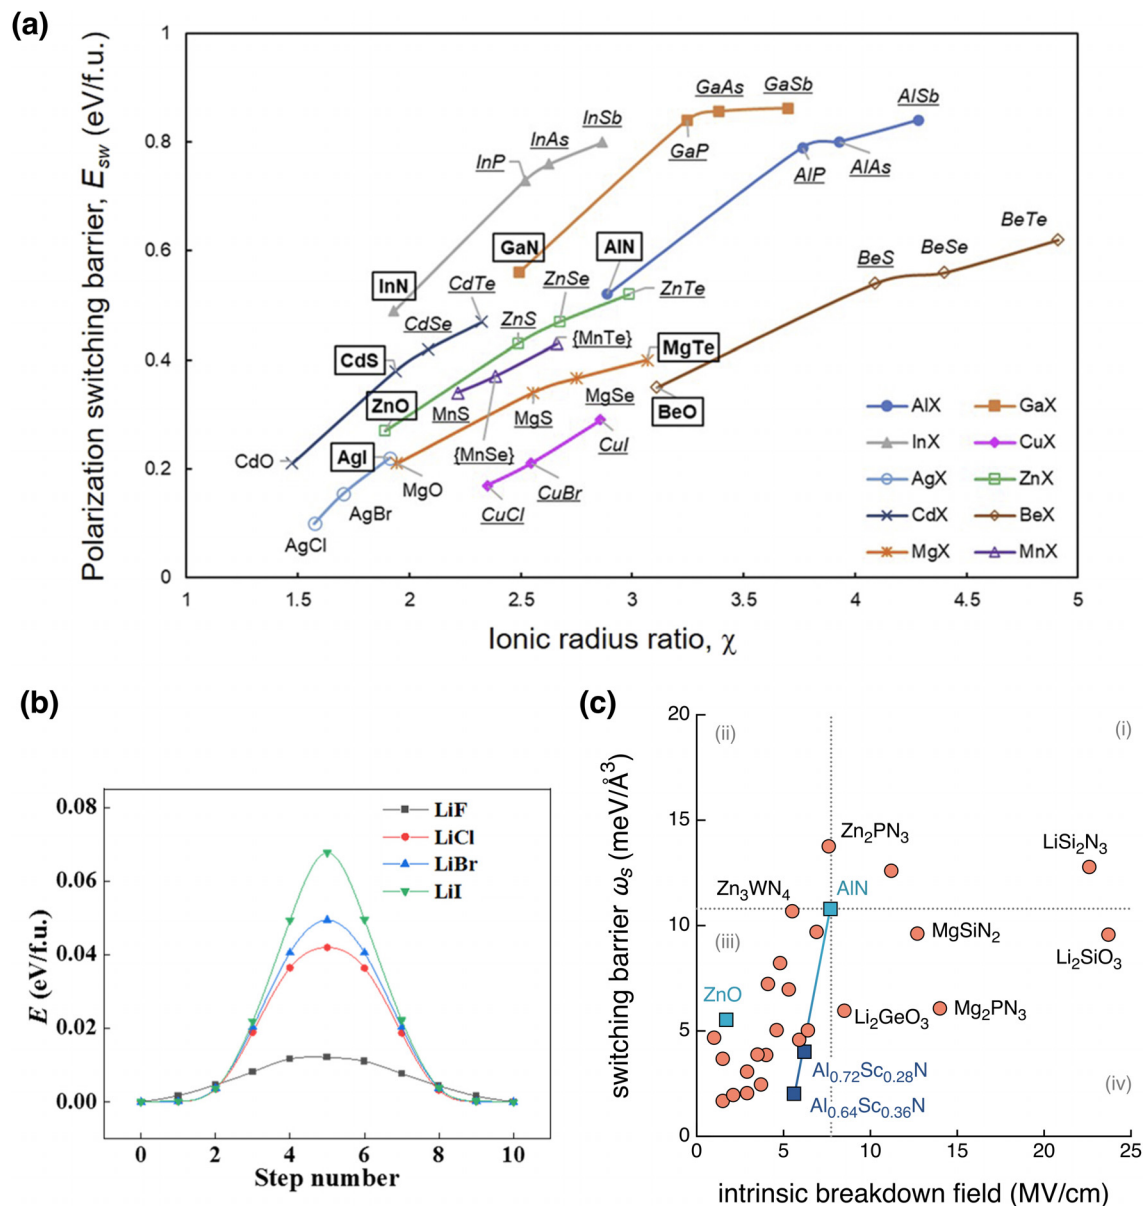 (a)
Polarization switching barrier, E_sw (eV/f.u.)
1
0.8
0.6
0.4
0.2
0
GaAs
GaSb
AlSb
InSb
InAs
InP
GaP
AlP
AlAs
BeTe
BeSe
BeS
GaN
AlN
InN
CdTe
ZnSe
ZnTe
CdSe
ZnS
{MnTe}
MgTe
CdS
ZnO
MnS
MgS
MgSe
BeO
CdO
AgI
{MnSe}
CuI
MgO
CuBr
AgBr
CuCl
AgCl
AlX
GaX
InX
CuX
AgX
ZnX
CdX
BeX
MgX
MnX
1
1.5
2
2.5
3
3.5
4
4.5
5
Ionic radius ratio, χ
(b)
E (eV/f.u.)
0.08
0.06
0.04
0.02
0.00
LiF
LiCl
LiBr
LiI
0
2
4
6
8
10
Step number
(c)
switching barrier ω_S (meV/Å³)
20
15
10
5
0
(ii)
(i)
Zn₂PN₃
LiSi₂N₃
Zn₃WN₄
AlN
(iii)
MgSiN₂
Li₂SiO₃
ZnO
Li₂GeO₃
Mg₂PN₃
Al₀.₇₂Sc₀.₂₈N
(iv)
Al₀.₆₄Sc₀.₃₆N
0
5
10
15
20
25
intrinsic breakdown field (MV/cm)